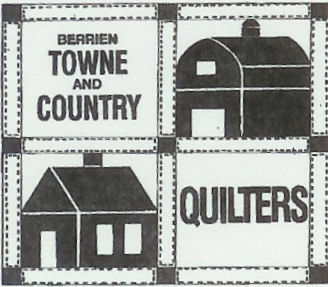 BERRIEN
TOWNE
AND
COUNTRY
QUILTERS